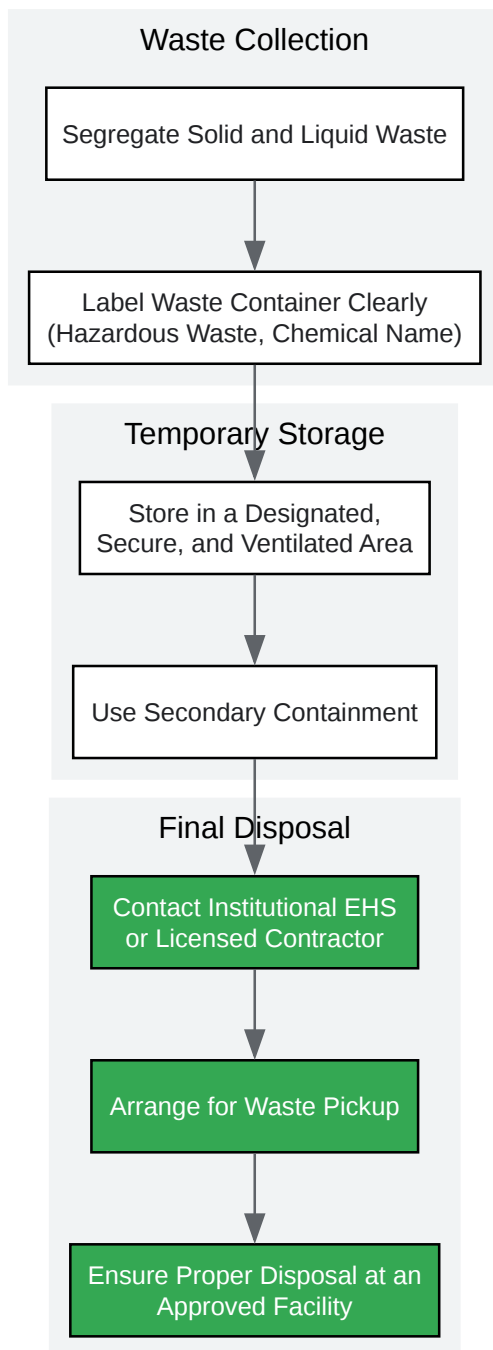 Waste Collection
Segregate Solid and Liquid Waste
Label Waste Container Clearly
(Hazardous Waste, Chemical Name)
Temporary Storage
Store in a Designated,
Secure, and Ventilated Area
Use Secondary Containment
Final Disposal
Contact Institutional EHS
or Licensed Contractor
Arrange for Waste Pickup
Ensure Proper Disposal at an
Approved Facility